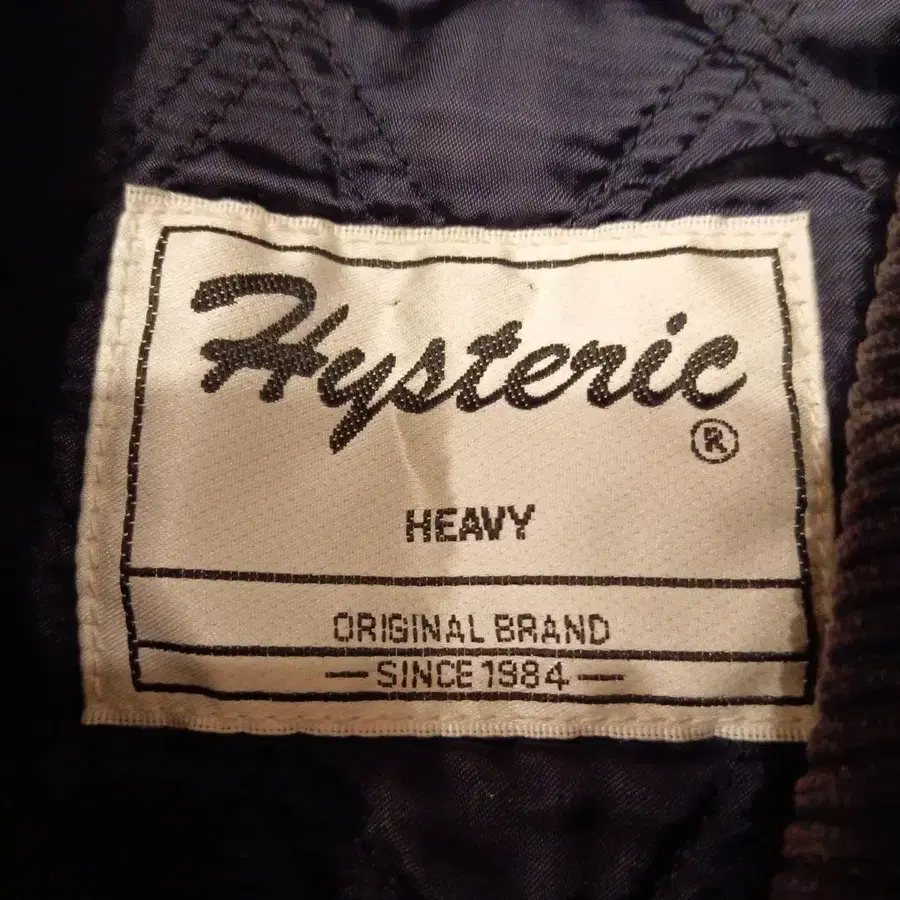 Hysteric
®
HEAVY
ORIGINAL BRAND
—SINCE 1984—